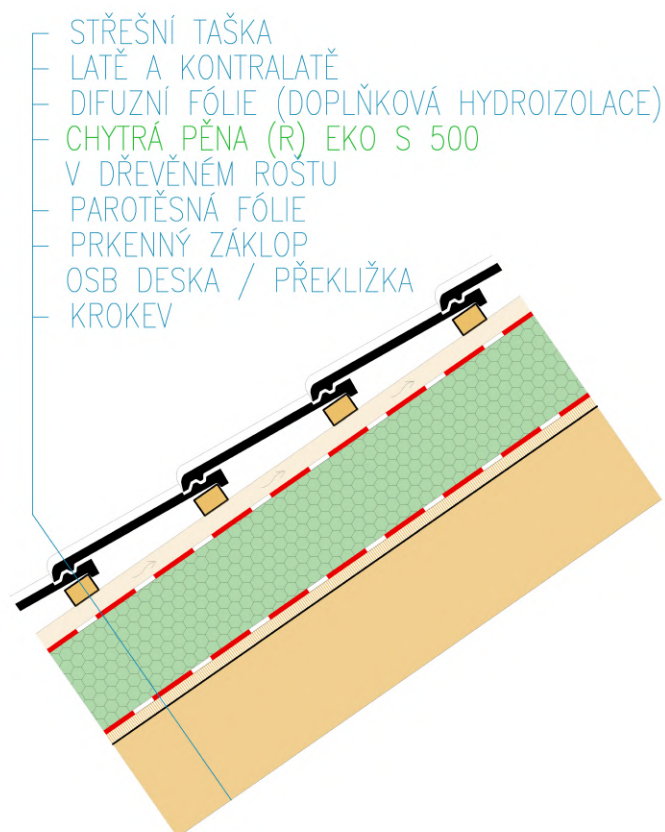 STŘEŠNÍ TAŠKA
LATĚ A KONTRALATĚ
DIFUZNÍ FÓLIE (DOPLŇKOVÁ HYDROIZOLACE)
CHYTRÁ PĚNA (R) EKO S 500
V DŘEVĚNÉM ROŠTU
PAROTĚSNÁ FÓLIE
PRKENNÝ ZÁKLOP
OSB DESKA / PŘEKLIŽKA
KROKEV